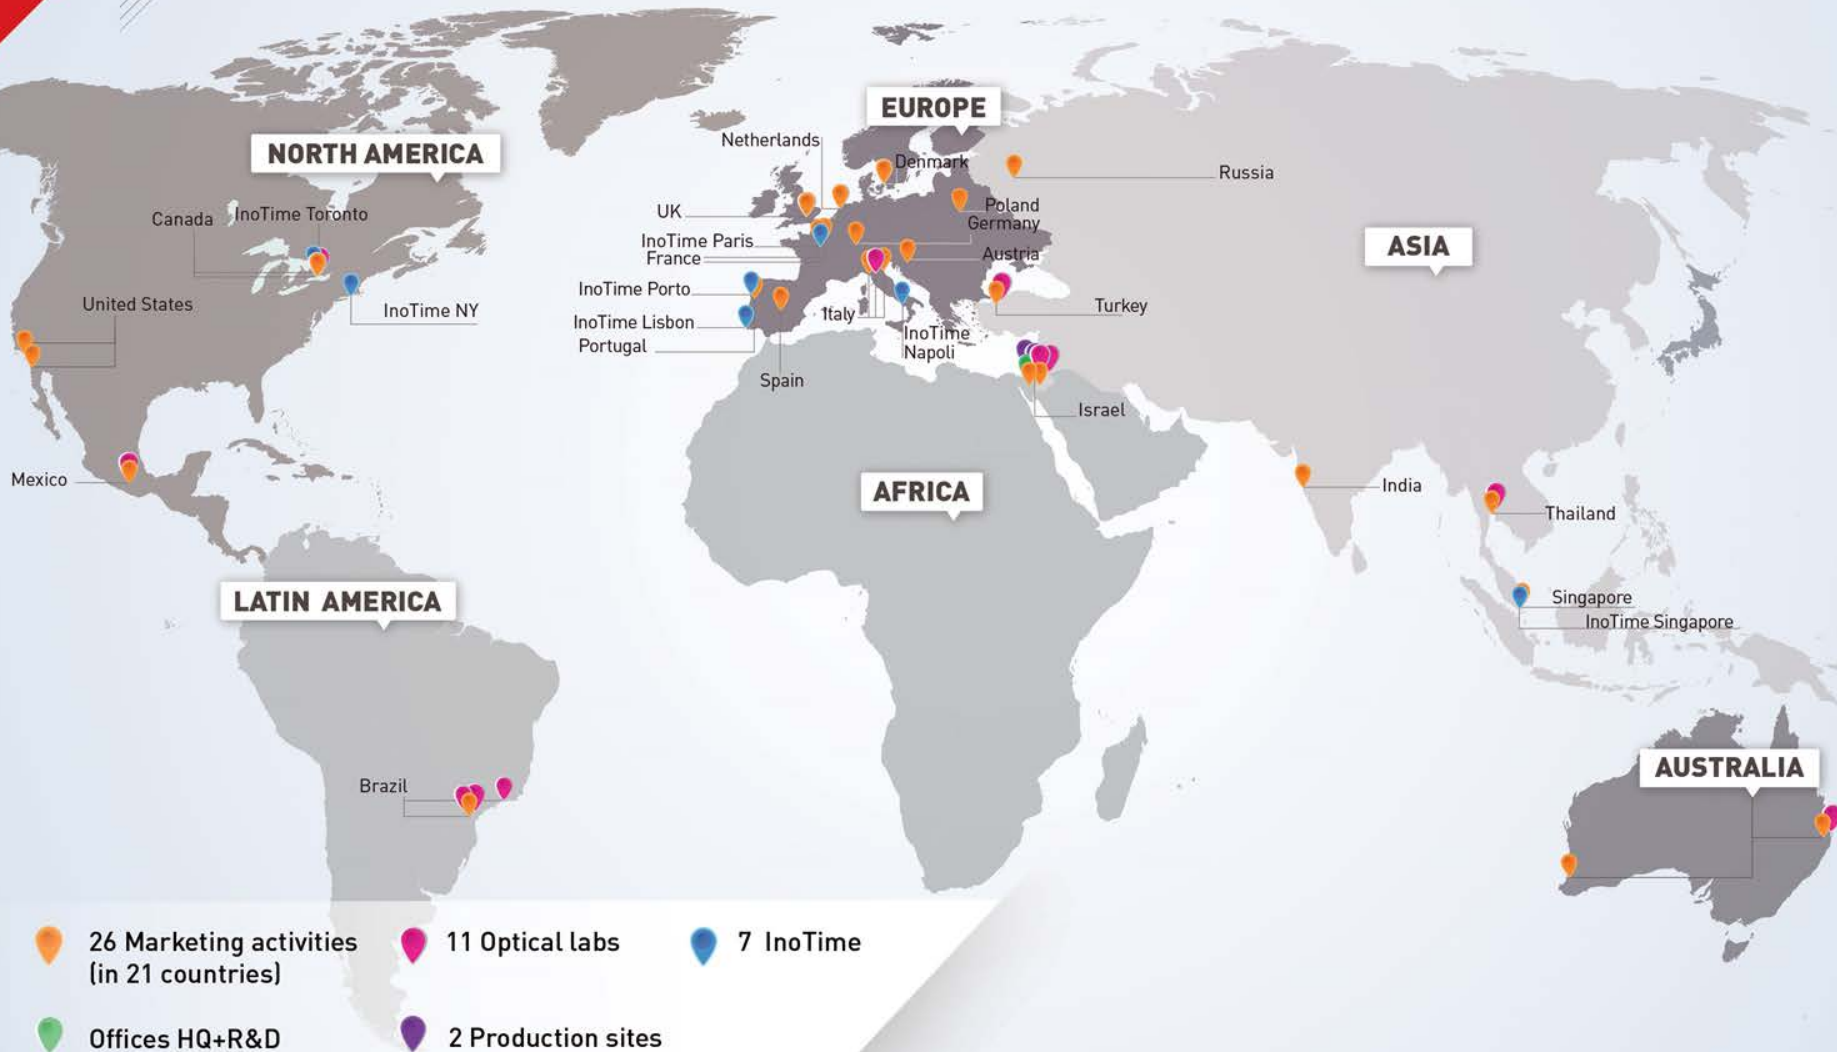 EUROPE
Netherlands
NORTH AMERICA
Denmark
Russia
UK
Poland
Canada
InoTime Toronto
Germany
InoTime Paris
France
Austria
ASIA
InoTime Porto
United States
InoTime NY
Turkey
Italy
InoTime Lisbon
InoTime
Napoli
Portugal
Spain
Israel
Mexico
AFRICA
India
Thailand
LATIN AMERICA
Singapore
InoTime Singapore
Brazil
AUSTRALIA
26 Marketing activities
(in 21 countries)
11 Optical labs
7 InoTime
Offices HQ+R&D
2 Production sites